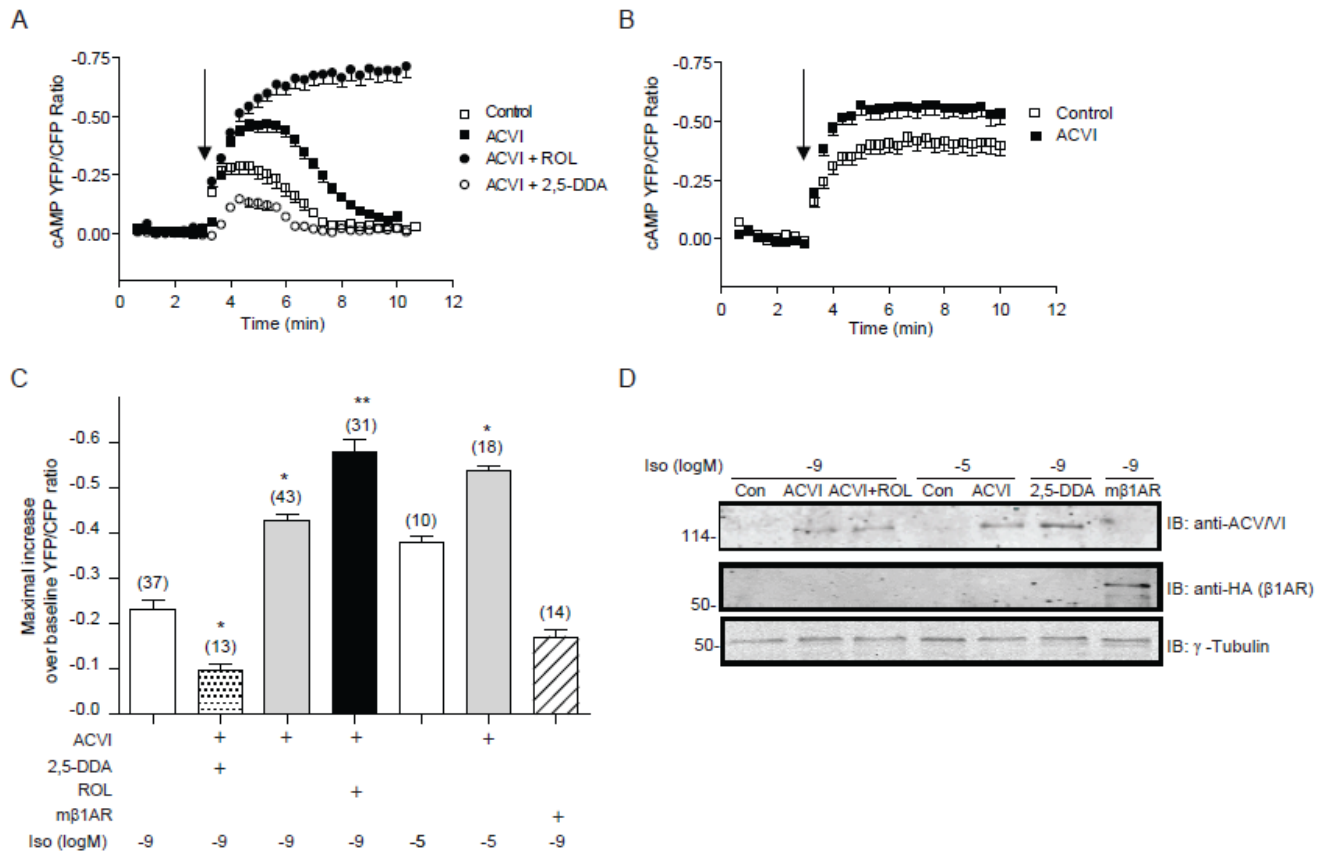 A
-0.75
-0.50
-0.25
0.00
cAMP YFP/CFP Ratio
0 2 4 6 8 10 12
Time (min)
Control
ACVI
ACVI + ROL
ACVI + 2,5-DDA
B
-0.75
-0.50
-0.25
0.00
cAMP YFP/CFP Ratio
0 2 4 6 8 10 12
Time (min)
Control
ACVI
C
Maximal increase
over baseline YFP/CFP ratio
-0.6
-0.5
-0.4
-0.3
-0.2
-0.1
-0.0
(37)
*
(13)
*
(43)
**
(31)
(10)
*
(18)
(14)
ACVI + + + +
2,5-DDA +
ROL +
mβ1AR +
Iso (logM) -9 -9 -9 -9 -5 -5 -9
D
Iso (logM) -9 -5 -9 -9
Con ACVI ACVI+ROL Con ACVI 2,5-DDA mβ1AR
114-
IB: anti-ACV/VI
50-
IB: anti-HA (β1AR)
50-
IB: γ-Tubulin